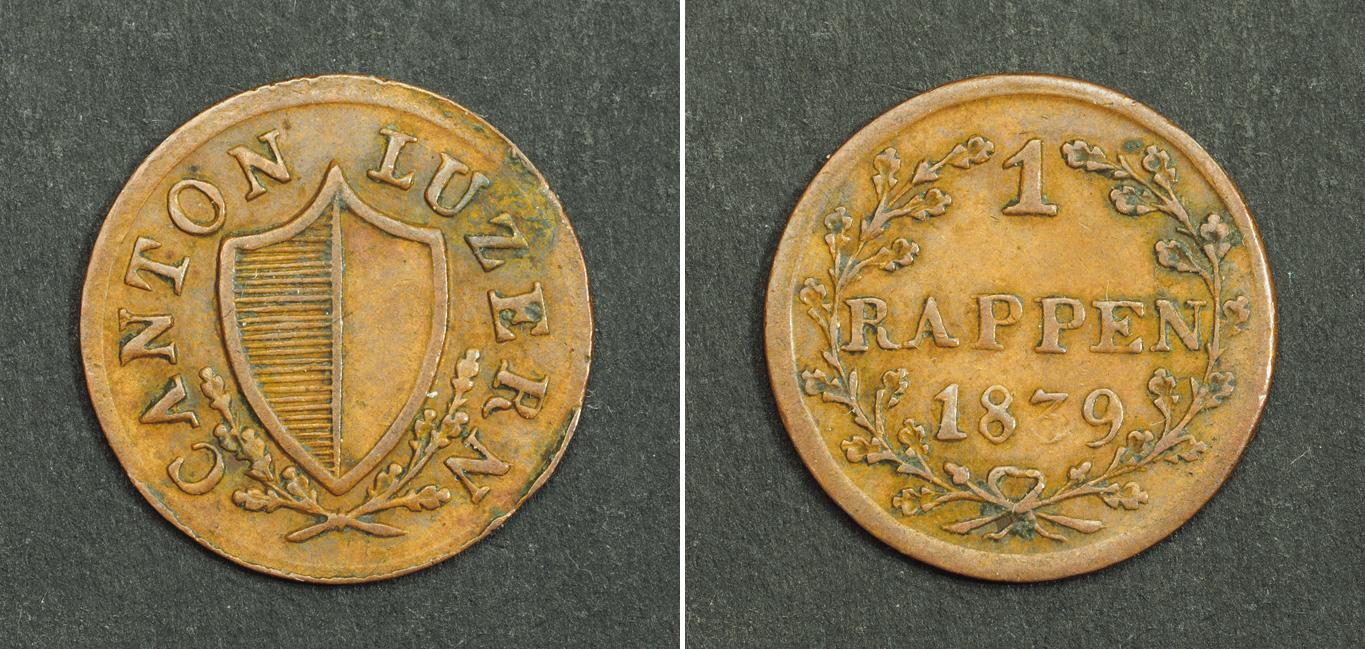 CANTON LUZERN
1
RAPPEN
1839